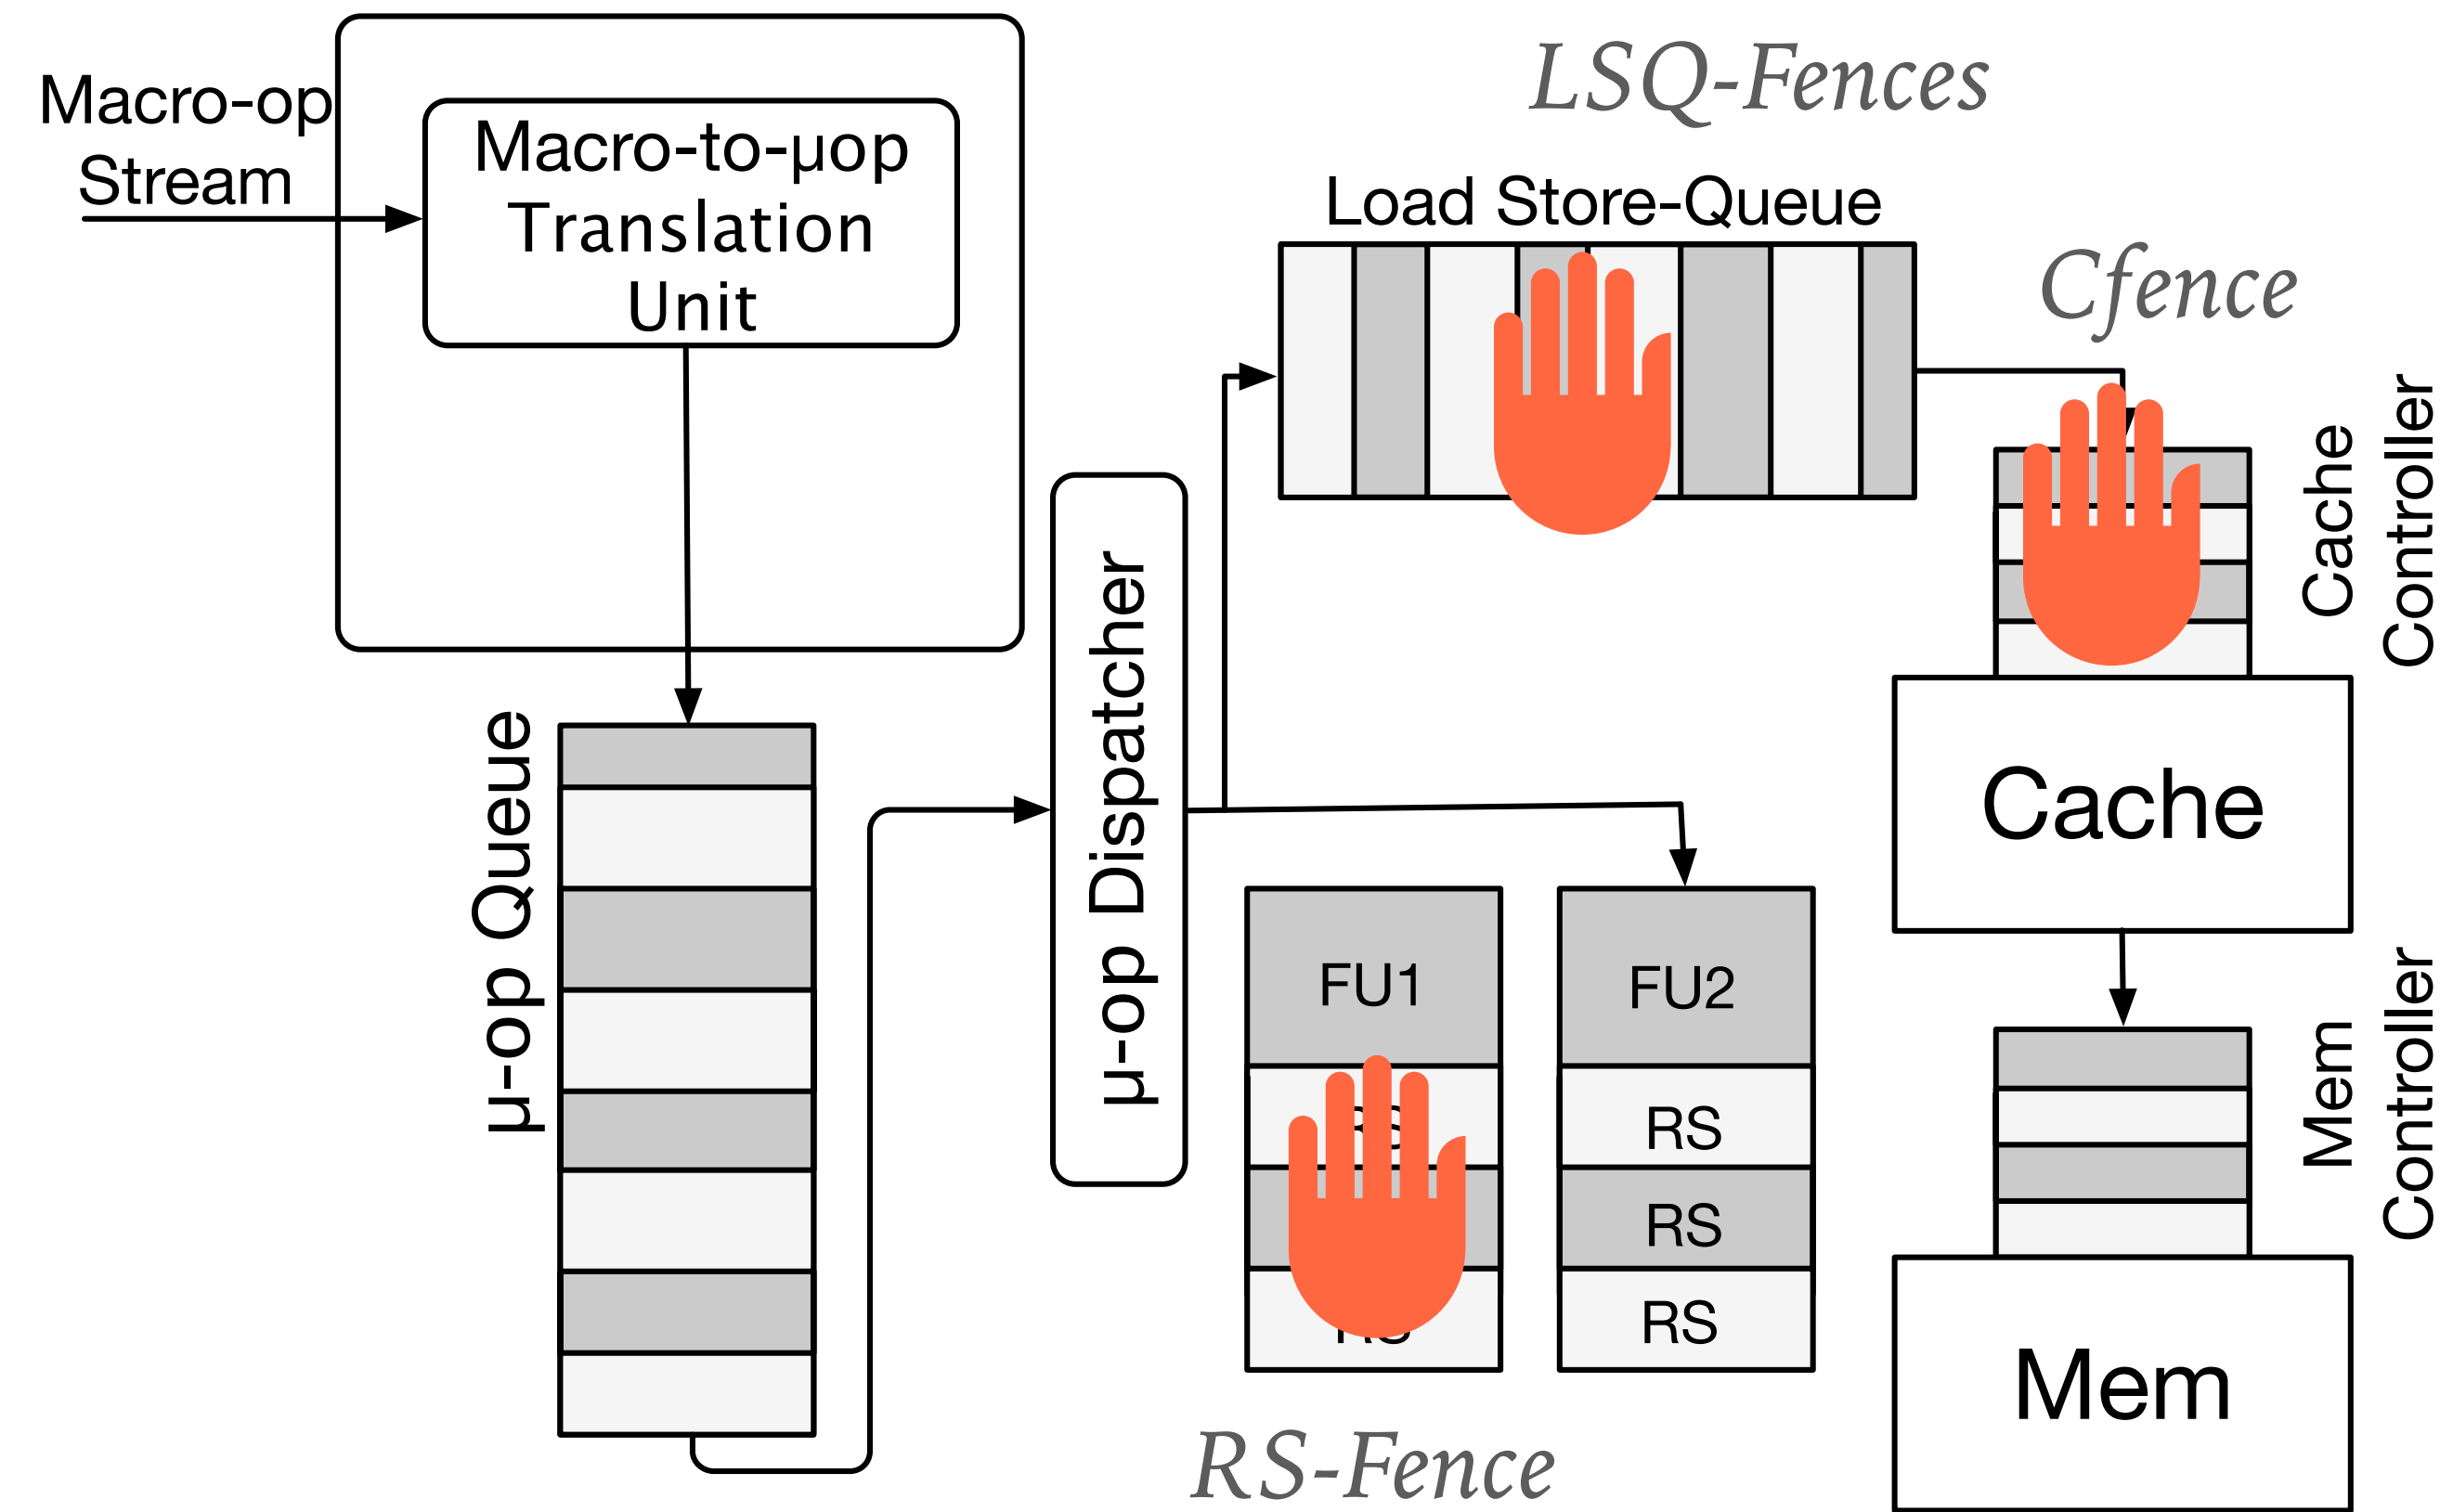 Macro-op
Stream
Macro-to-μop
Translation
Unit
LSQ-Fences
Load Store-Queue
Cfence
Cache
Controller
μ-op Queue
μ-op Dispatcher
Cache
FU1
FU2
RS
RS
RS
RS
Mem
Controller
Mem
RS-Fence